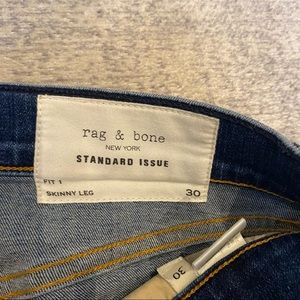 rag & bone
NEW YORK
STANDARD ISSUE
FIT 1
SKINNY LEG
30
30